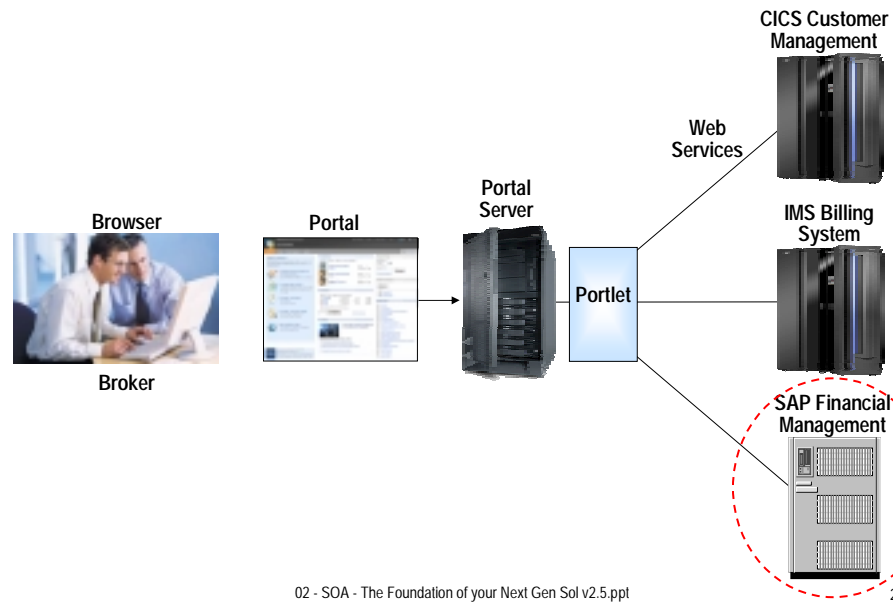 CICS Customer
Management
Web
Services
Portal
Server
IMS Billing
System
Browser
Portal
Portlet
Broker
SAP Financial
Management
02 - SOA - The Foundation of your Next Gen Sol v2.5.ppt